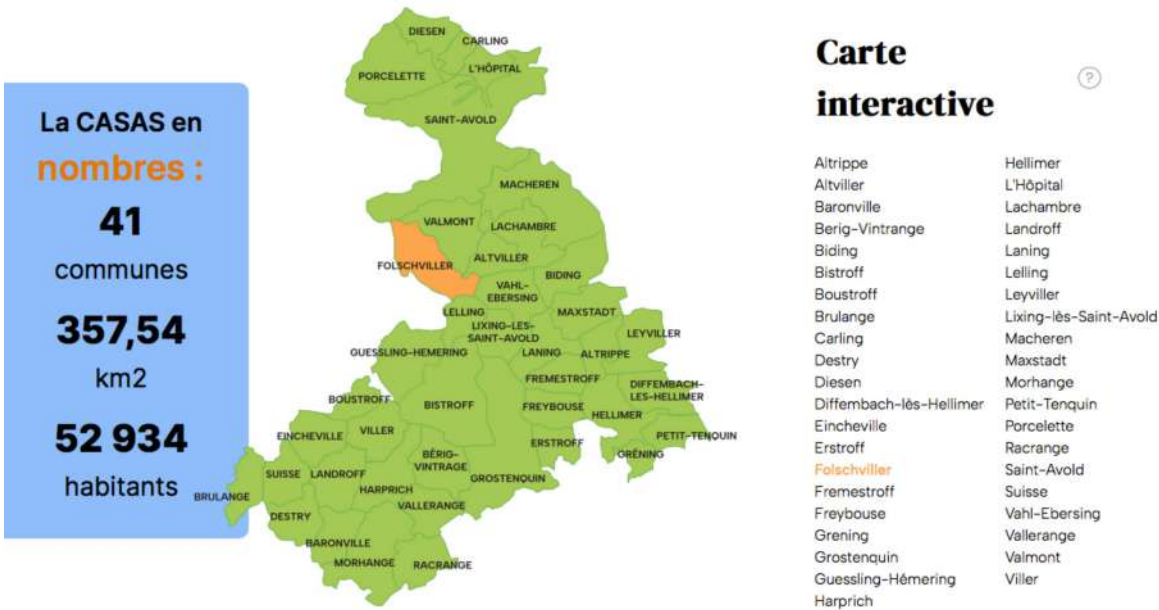 La CASAS en
nombres :
41
communes
357,54
km2
52 934
habitants
DIESEN
CARLING
L'HÔPITAL
PORCELETTE
SAINT-AVOLD
MACHEREN
VALMONT
LACHAMBRE
FOLSCHVILLER
ALTVILLER
BIDING
VAHL-
EBERSING
LELLING
MAXSTADT
LIXING-LES-
SAINT-AVOLD
LEYVILLER
GUESSLING-HEMERING
LANING
ALTRIPPE
FREMESTROFF
DIFFEMBACH-
LES-HELLIMER
BOUSTROFF
BISTROFF
FREYBOUSE
HELLIMER
EINCHEVILLE
VILLER
ERSTROFF
PETIT-TENQUIN
GRÉNING
BÉRIG-
VINTRAGE
SUISSE
LANDROFF
GROSTENQUIN
HARPRICH
BRULANGE
VALLERANGE
DESTRY
BARONVILLE
MORHANGE
RACRANGE
Carte
interactive
?
Altrippe
Altviller
Baronville
Berig-Vintrange
Biding
Bistroff
Boustroff
Brulange
Carling
Destry
Diesen
Diffembach-lès-Hellimer
Eincheville
Erstroff
Folschviller
Fremestroff
Freybouse
Grening
Grostenquin
Guessling-Hémering
Harprich
Hellimer
L'Hôpital
Lachambre
Landroff
Laning
Lelling
Leyviller
Lixing-lès-Saint-Avold
Macheren
Maxstadt
Morhange
Petit-Tenquin
Porcelette
Racrange
Saint-Avold
Suisse
Vahl-Ebersing
Vallerange
Valmont
Viller